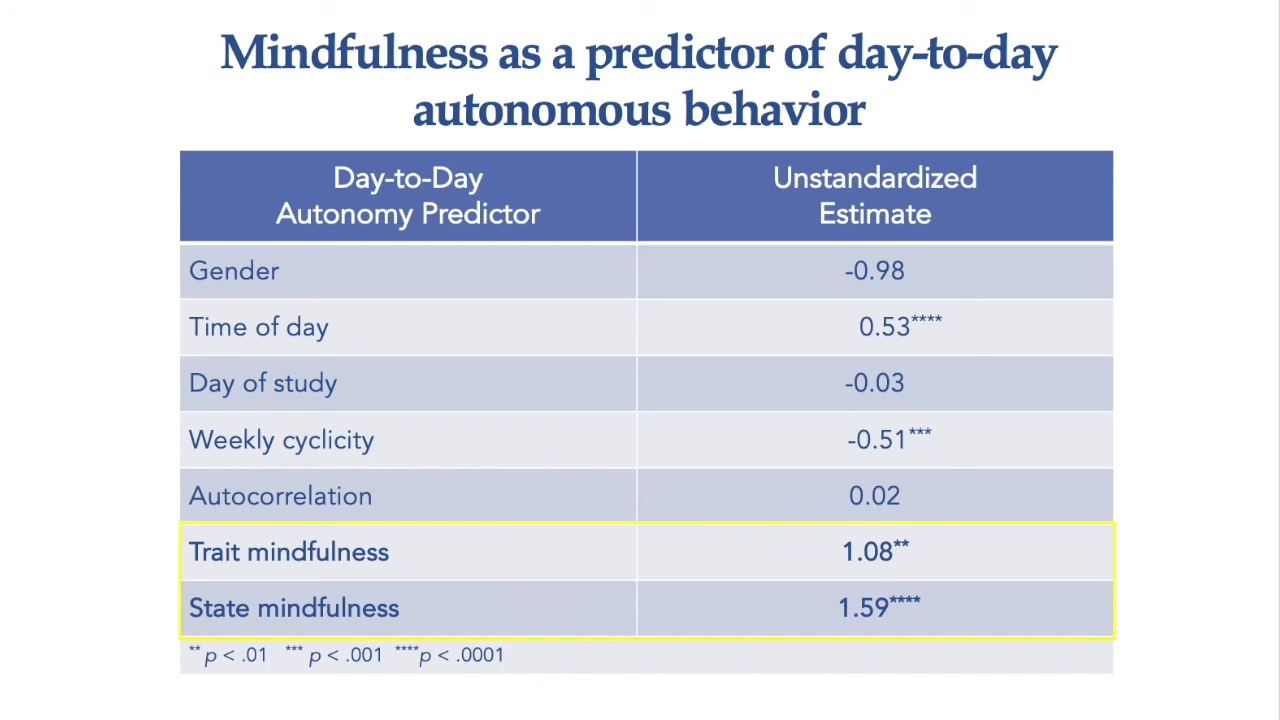 Mindfulness as a predictor of day-to-day
autonomous behavior
Day-to-Day
Autonomy Predictor
Unstandardized
Estimate
Gender -0.98
Time of day 0.53****
Day of study -0.03
Weekly cyclicity -0.51***
Autocorrelation 0.02
Trait mindfulness 1.08**
State mindfulness 1.59****
** p < .01 *** p < .001 ****p < .0001